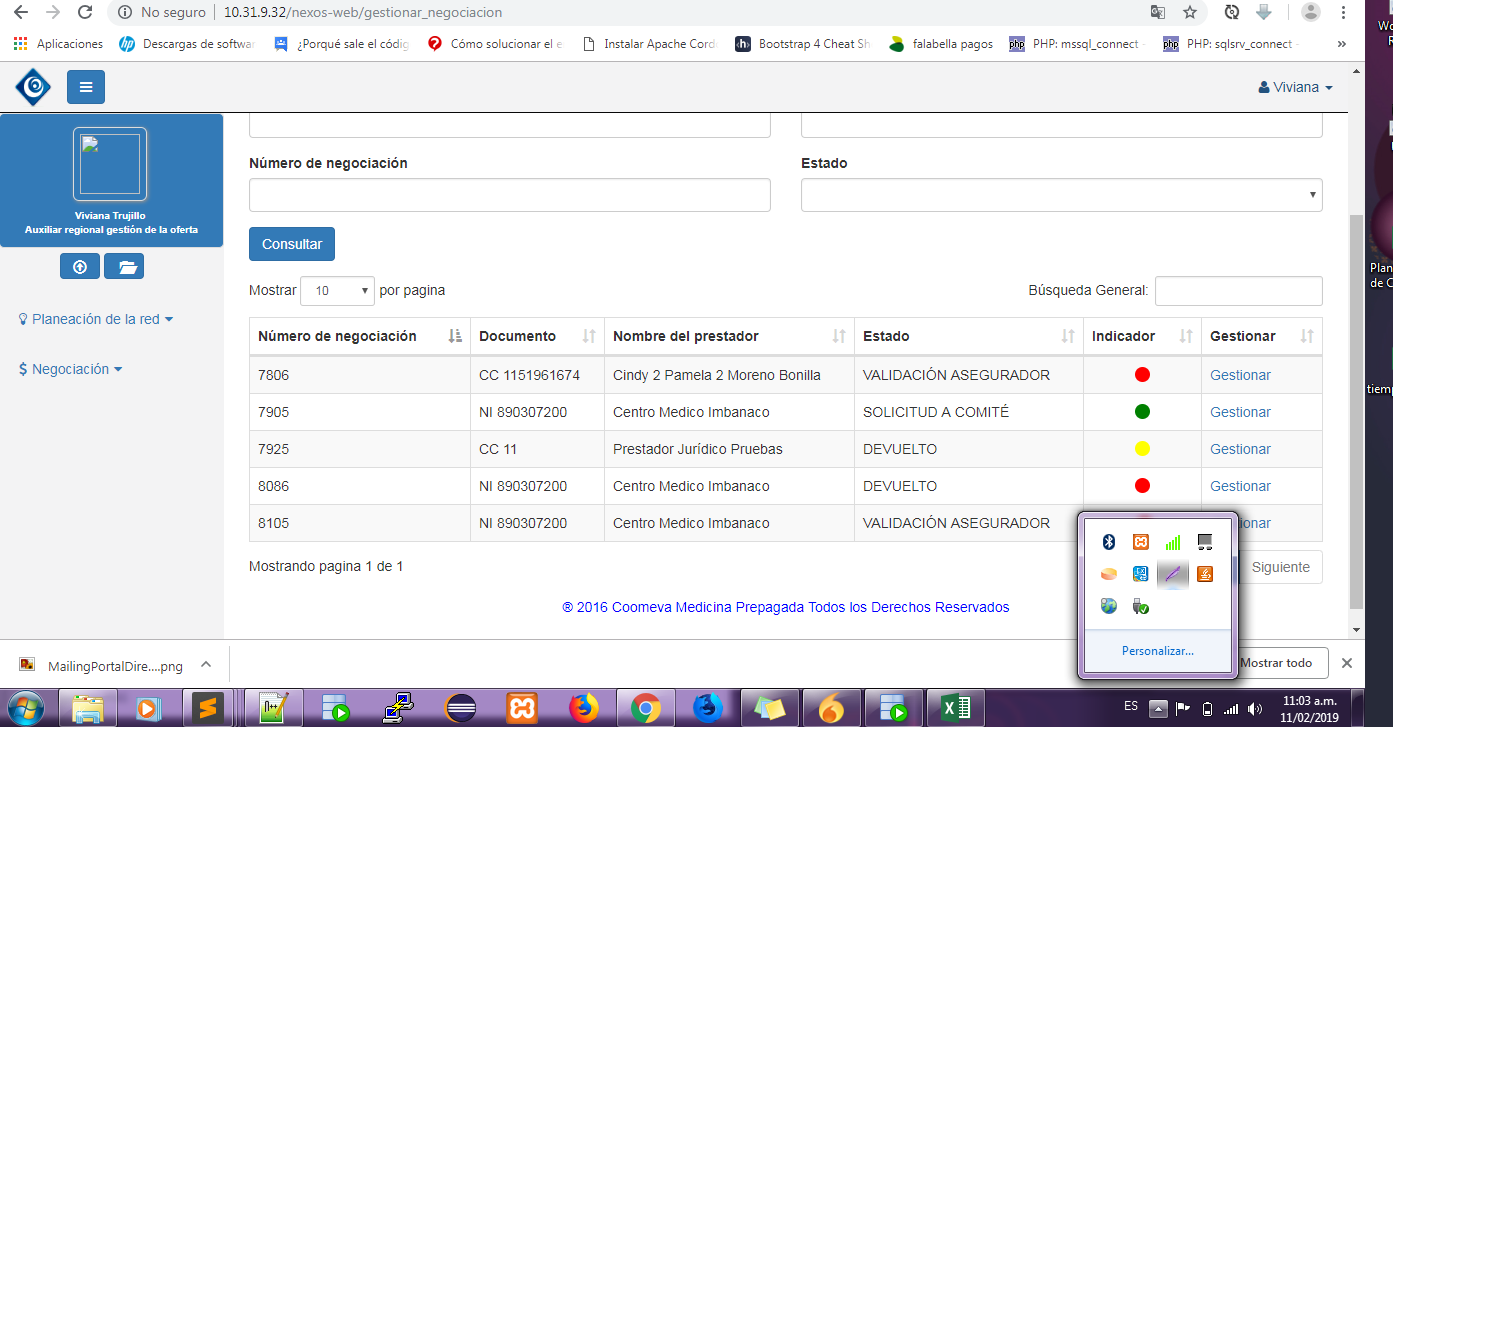 No seguro | 10.31.9.32/nexos-web/gestionar_negociacion
Aplicaciones Descargas de softwar ¿Porqué sale el códig Cómo solucionar el e Instalar Apache Cord Bootstrap 4 Cheat Sh falabella pagos PHP: mssql_connect - PHP: sqlsrv_connect - »
Viviana
Viviana Trujillo
Auxiliar regional gestión de la oferta
Planeación de la red
$ Negociación
Número de negociación Estado
Consultar
Mostrar 10 por pagina Búsqueda General:
Número de negociación Documento Nombre del prestador Estado Indicador Gestionar
7806 CC 1151961674 Cindy 2 Pamela 2 Moreno Bonilla VALIDACIÓN ASEGURADOR Gestionar
7905 NI 890307200 Centro Medico Imbanaco SOLICITUD A COMITÉ Gestionar
7925 CC 11 Prestador Jurídico Pruebas DEVUELTO Gestionar
8086 NI 890307200 Centro Medico Imbanaco DEVUELTO Gestionar
8105 NI 890307200 Centro Medico Imbanaco VALIDACIÓN ASEGURADOR ionar
Mostrando pagina 1 de 1 Siguiente
® 2016 Coomeva Medicina Prepagada Todos los Derechos Reservados
Personalizar...
MailingPortalDire....png Mostrar todo
ES 11:03 a.m.
11/02/2019
Plan
de C
tiemp